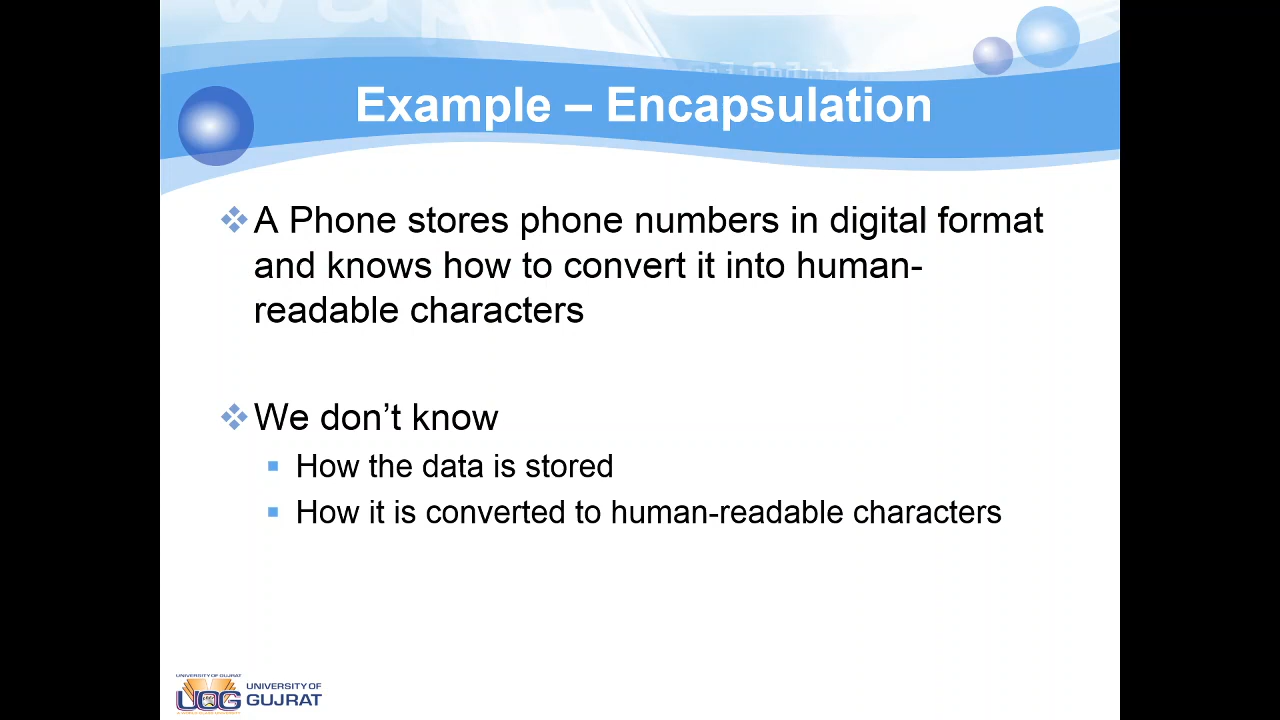 Example – Encapsulation
A Phone stores phone numbers in digital format
and knows how to convert it into human-
readable characters
We don’t know
How the data is stored
How it is converted to human-readable characters
UNIVERSITY OF GUJRAT
UOG
UNIVERSITY OF
GUJRAT